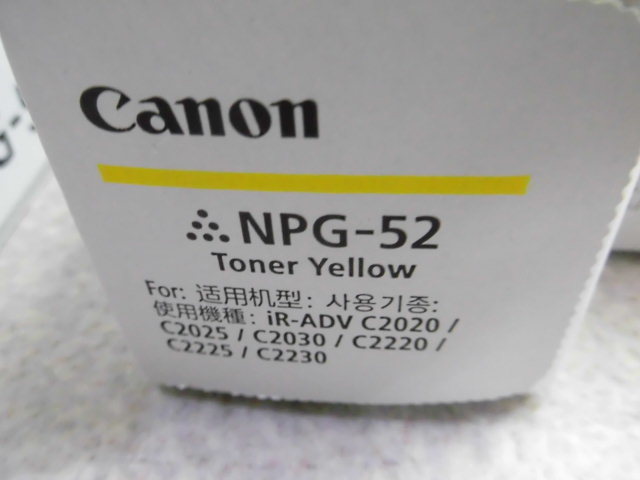 Canon
NPG-52
Toner Yellow
For: 适用机型: 사용기종:
使用機種: iR-ADV C2020 /
C2025 / C2030 / C2220 /
C2225 / C2230